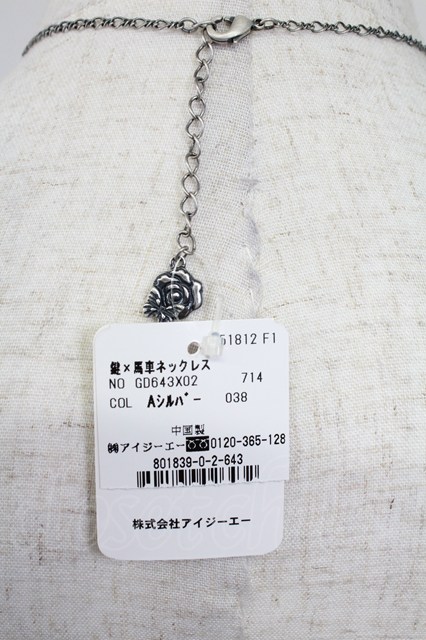 51812 F1
鍵×馬車ネックレス
NO GD643X02 714
COL Aシルバー 038
中国製
㈱アイジーエー 0120-365-128
801839-0-2-643
株式会社アイジーエー